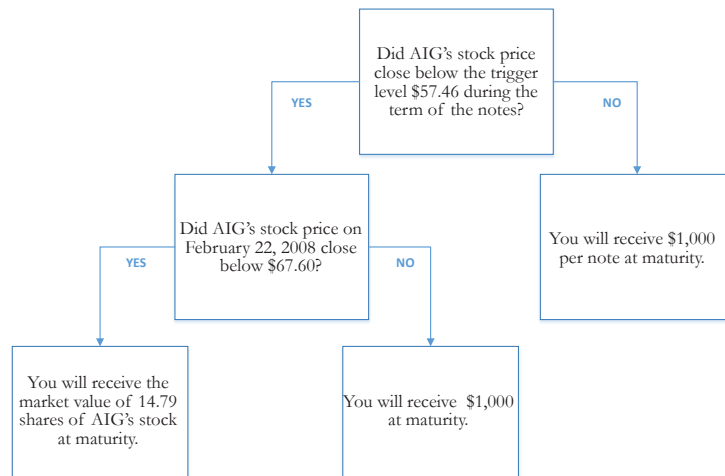 Did AIG's stock price
close below the trigger
level $57.46 during the
term of the notes?
YES
NO
Did AIG's stock price on
February 22, 2008 close
below $67.60?
You will receive $1,000
per note at maturity.
YES
NO
You will receive the
market value of 14.79
shares of AIG's stock
at maturity.
You will receive $1,000
at maturity.